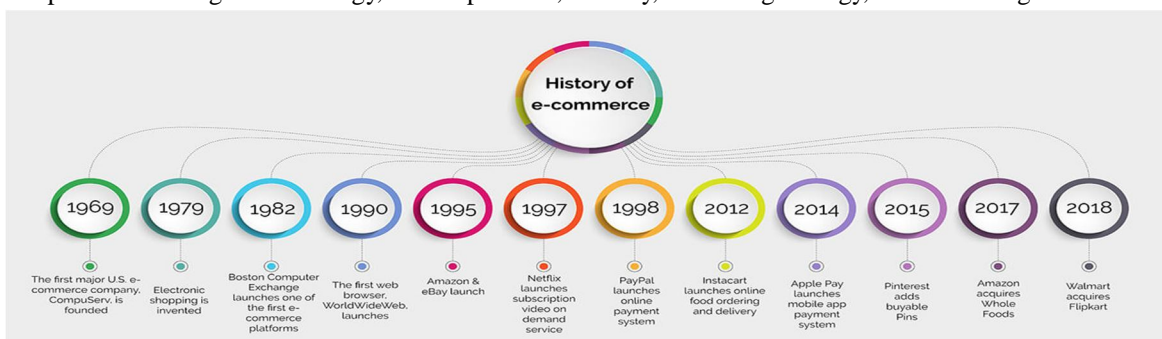 History of
e-commerce
1969
1979
1982
1990
1995
1997
1998
2012
2014
2015
2017
2018
The first major U.S. e-
commerce company,
CompuServ, is
founded
Electronic
shopping is
invented
Boston Computer
Exchange
launches one of
the first e-
commerce
platforms
The first web
browser,
WorldWideWeb,
launches
Amazon &
eBay launch
Netflix
launches
subscription
video on
demand
service
PayPal
launches
online
payment
system
Instacart
launches online
food ordering
and delivery
Apple Pay
launches
mobile app
payment
system
Pinterest
adds
buyable
Pins
Amazon
acquires
Whole
Foods
Walmart
acquires
Flipkart